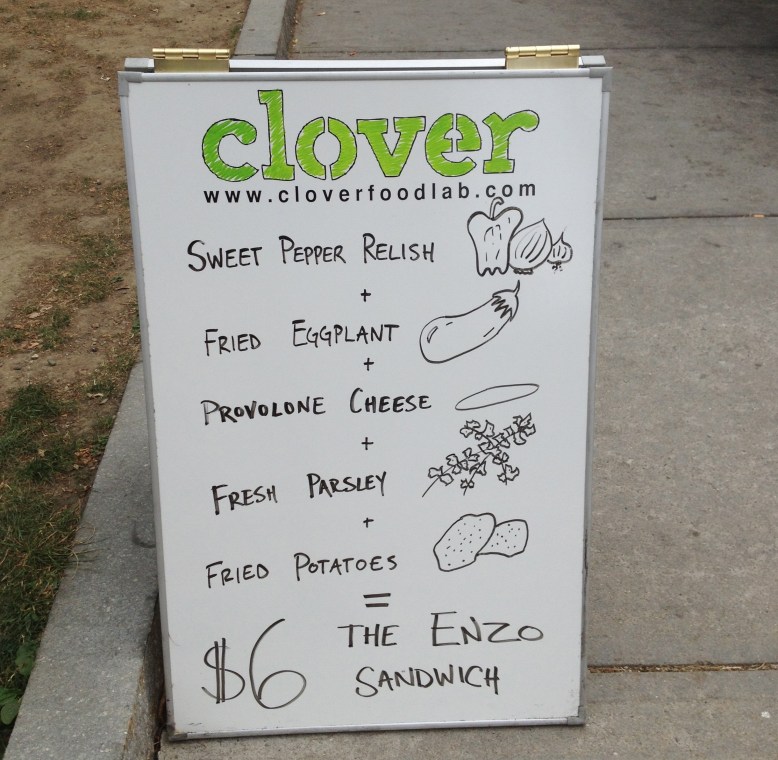 clover
www.cloverfoodlab.com
SWEET PEPPER RELISH
+
FRIED EGGPLANT
+
PROVOLONE CHEESE
+
FRESH PARSLEY
+
FRIED POTATOES
=
$6 THE ENZO
SANDWICH